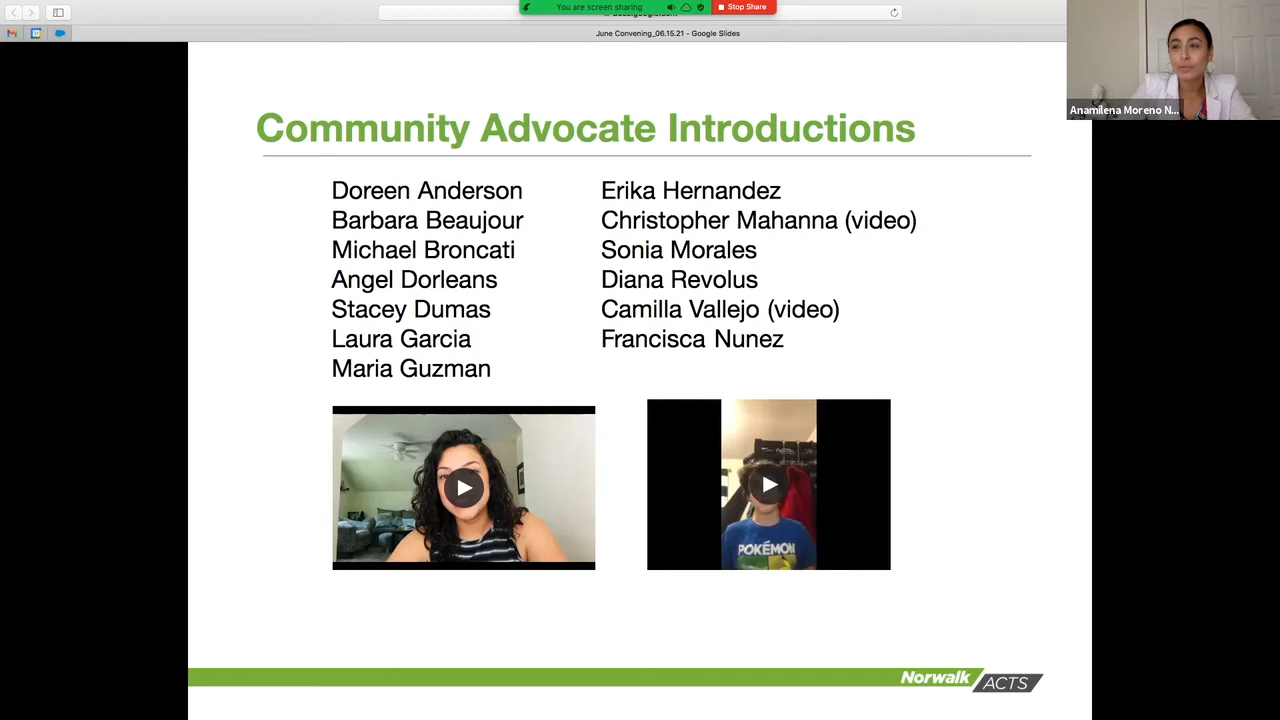 You are screen sharing
Stop Share
June Convening_06.15.21 - Google Slides
Anamilena Moreno N...
Community Advocate Introductions
Doreen Anderson
Barbara Beaujour
Michael Broncati
Angel Dorleans
Stacey Dumas
Laura Garcia
Maria Guzman
Erika Hernandez
Christopher Mahanna (video)
Sonia Morales
Diana Revolus
Camilla Vallejo (video)
Francisca Nunez
POKÉMON
Norwalk ACTS